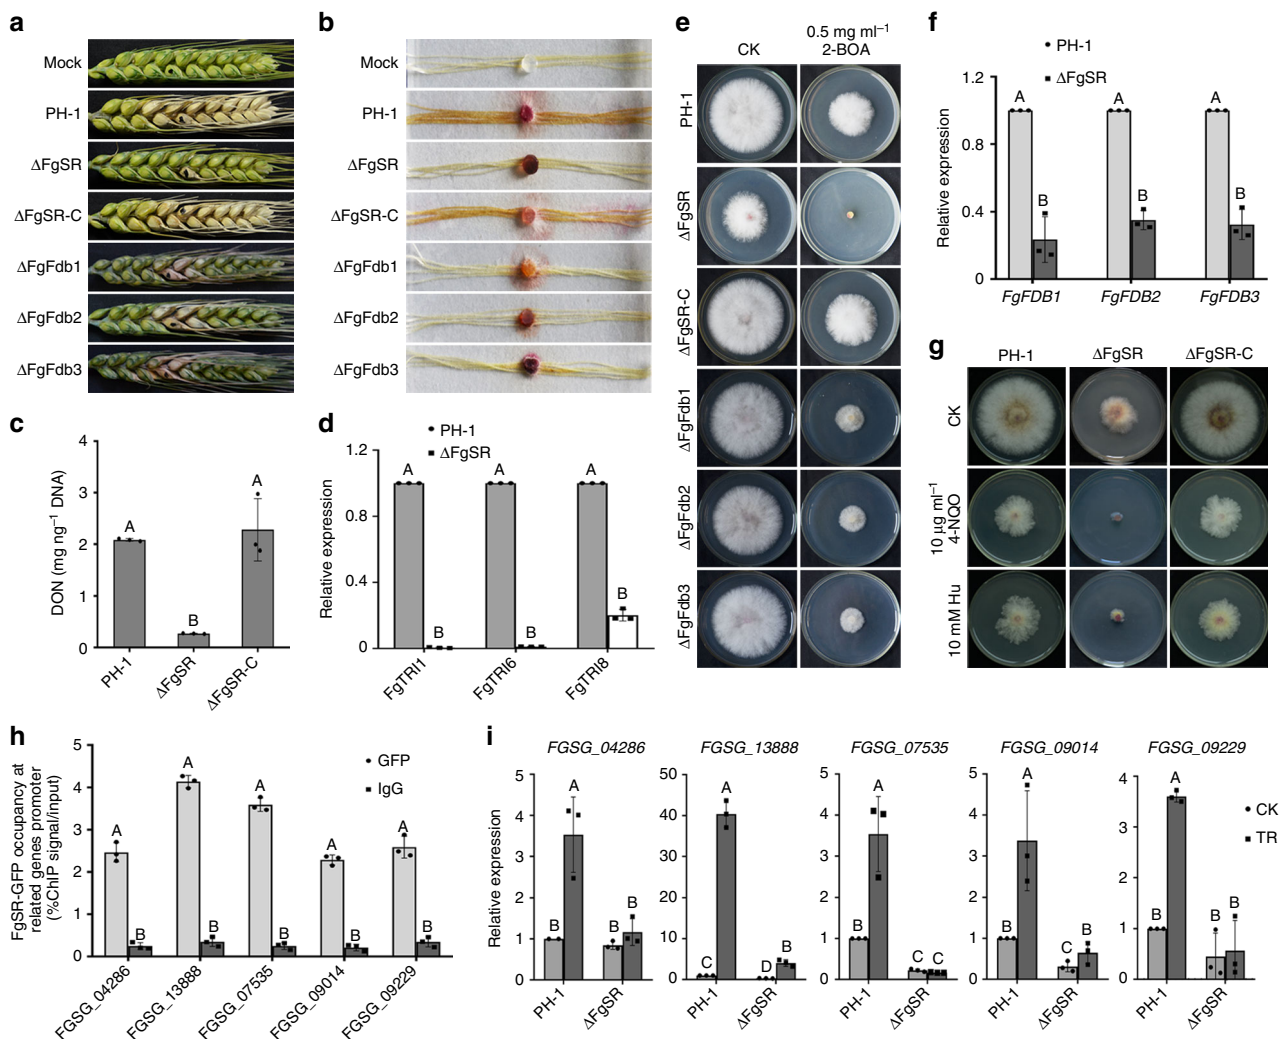 a
Mock
PH-1
ΔFgSR
ΔFgSR-C
ΔFgFdb1
ΔFgFdb2
ΔFgFdb3
b
Mock
PH-1
ΔFgSR
ΔFgSR-C
ΔFgFdb1
ΔFgFdb2
ΔFgFdb3
c
DON (mg ng⁻¹ DNA)
4
3
2
1
0
A
B
A
PH-1
ΔFgSR
ΔFgSR-C
d
PH-1
ΔFgSR
Relative expression
1.2
0.8
0.4
0
A
B
A
B
A
B
FgTRI1
FgTRI6
FgTRI8
e
CK
0.5 mg ml⁻¹
2-BOA
PH-1
ΔFgSR
ΔFgSR-C
ΔFgFdb1
ΔFgFdb2
ΔFgFdb3
f
PH-1
ΔFgSR
Relative expression
1.2
0.8
0.4
0
A
B
A
B
A
B
FgFDB1
FgFDB2
FgFDB3
g
PH-1
ΔFgSR
ΔFgSR-C
CK
10 μg ml⁻¹
4-NQO
10 mM Hu
h
FgSR-GFP occupancy at
related genes promoter
(%ChIP signal/input)
5
4
3
2
1
0
GFP
IgG
A
B
A
B
A
B
A
B
A
B
FGSG_04286
FGSG_13888
FGSG_07535
FGSG_09014
FGSG_09229
i
Relative expression
FGSG_04286
5
4
3
2
1
0
B
A
B
B
PH-1
ΔFgSR
FGSG_13888
50
40
30
20
10
0
C
A
D
B
PH-1
ΔFgSR
FGSG_07535
5
4
3
2
1
0
B
A
C
C
PH-1
ΔFgSR
FGSG_09014
5
4
3
2
1
0
B
A
C
B
PH-1
ΔFgSR
FGSG_09229
4
3
2
1
0
B
A
B
B
PH-1
ΔFgSR
CK
TR